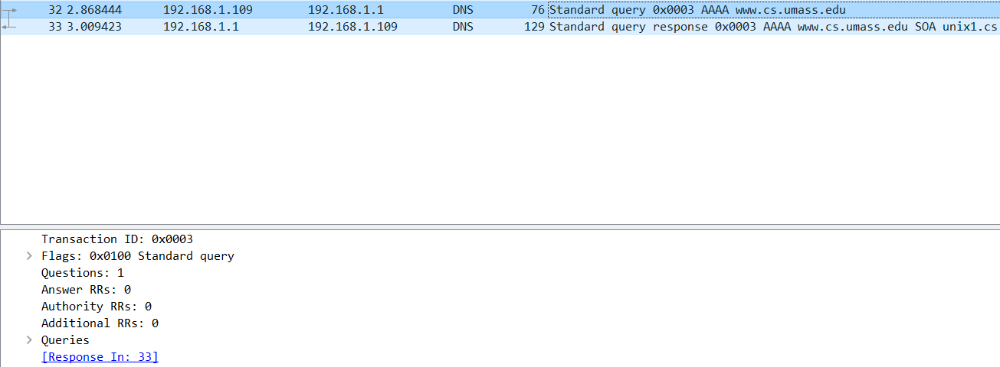 32 2.868444 192.168.1.109 192.168.1.1 DNS 76 Standard query 0x0003 AAAA www.cs.umass.edu
33 3.009423 192.168.1.1 192.168.1.109 DNS 129 Standard query response 0x0003 AAAA www.cs.umass.edu SOA unix1.cs
Transaction ID: 0x0003
Flags: 0x0100 Standard query
Questions: 1
Answer RRs: 0
Authority RRs: 0
Additional RRs: 0
Queries
[Response In: 33]